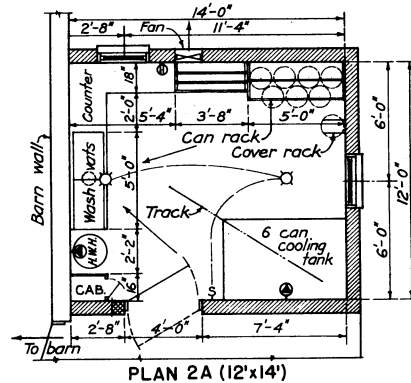 14'-0"
2'-8"
11'-4"
Fan
Counter
18"
2'-0"
5'-4"
3'-8"
5'-0"
Can rack
Cover rack
6'-0"
12'-0"
6'-0"
Barn wall
Wash vats
5'-0"
Track
6 can
cooling
tank
2'-2"
H.W.H.
CAB.
16"
S
2'-8"
4'-0"
7'-4"
To barn
PLAN 2A (12'x14')